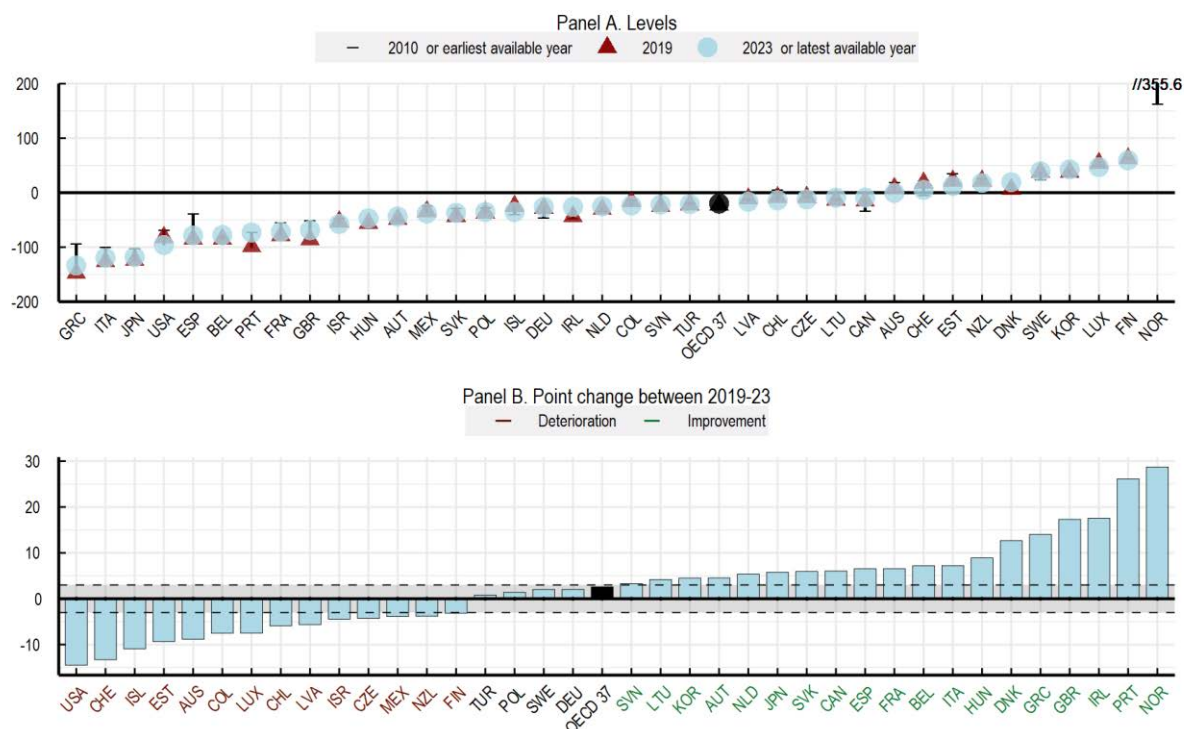 Panel A. Levels
2010 or earliest available year 2019 2023 or latest available year
200
//355.6
100
0
-100
-200
GRC ITA JPN USA ESP BEL PRT FRA GBR ISR HUN AUT MEX SVK POL ISL DEU IRL NLD COL SVN TUR OECD 37 LVA CHL CZE LTU CAN AUS CHE EST NZL DNK SWE KOR LUX FIN NOR
Panel B. Point change between 2019-23
Deterioration Improvement
30
20
10
0
-10
USA CHE ISL EST AUS COL LUX CHL LVA ISR CZE MEX NZL FIN TUR POL SWE DEU OECD 37 SVN LTU KOR AUT NLD JPN SVK CAN ESP FRA BEL ITA HUN DNK GRC GBR IRL PRT NOR